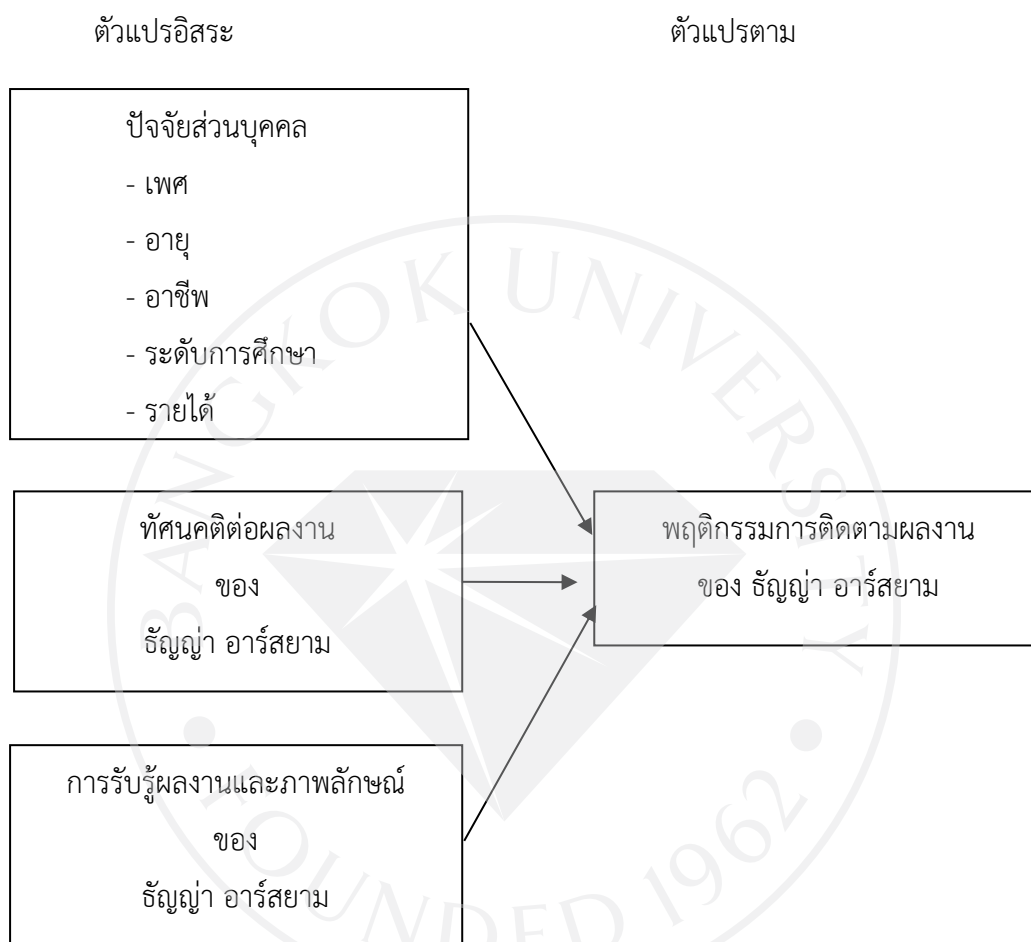 ตัวแปรอิสระ
ตัวแปรตาม
ปัจจัยส่วนบุคคล
- เพศ
- อายุ
- อาชีพ
- ระดับการศึกษา
- รายได้
ทัศนคติต่อผลงาน
ของ
ธัญญ่า อาร์สยาม
พฤติกรรมการติดตามผลงาน
ของ ธัญญ่า อาร์สยาม
การรับรู้ผลงานและภาพลักษณ์
ของ
ธัญญ่า อาร์สยาม
BANGKOK UNIVERSITY
FOUNDED 1962